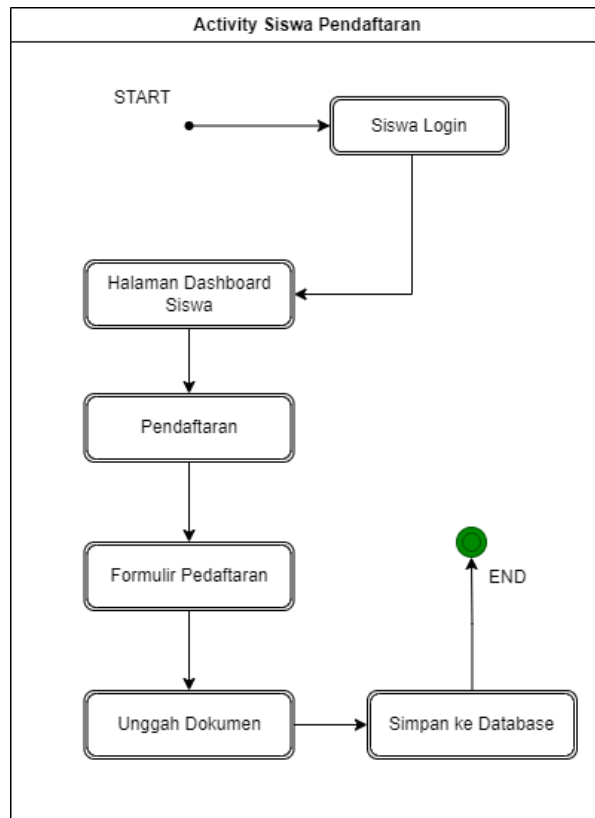 Activity Siswa Pendaftaran
START
Siswa Login
Halaman Dashboard
Siswa
Pendaftaran
Formulir Pedaftaran
Unggah Dokumen
Simpan ke Database
END